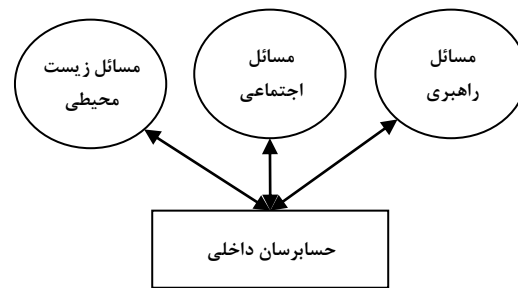 مسائل
راهبری
مسائل
اجتماعی
مسائل زیست
محیطی
حسابرسان داخلی